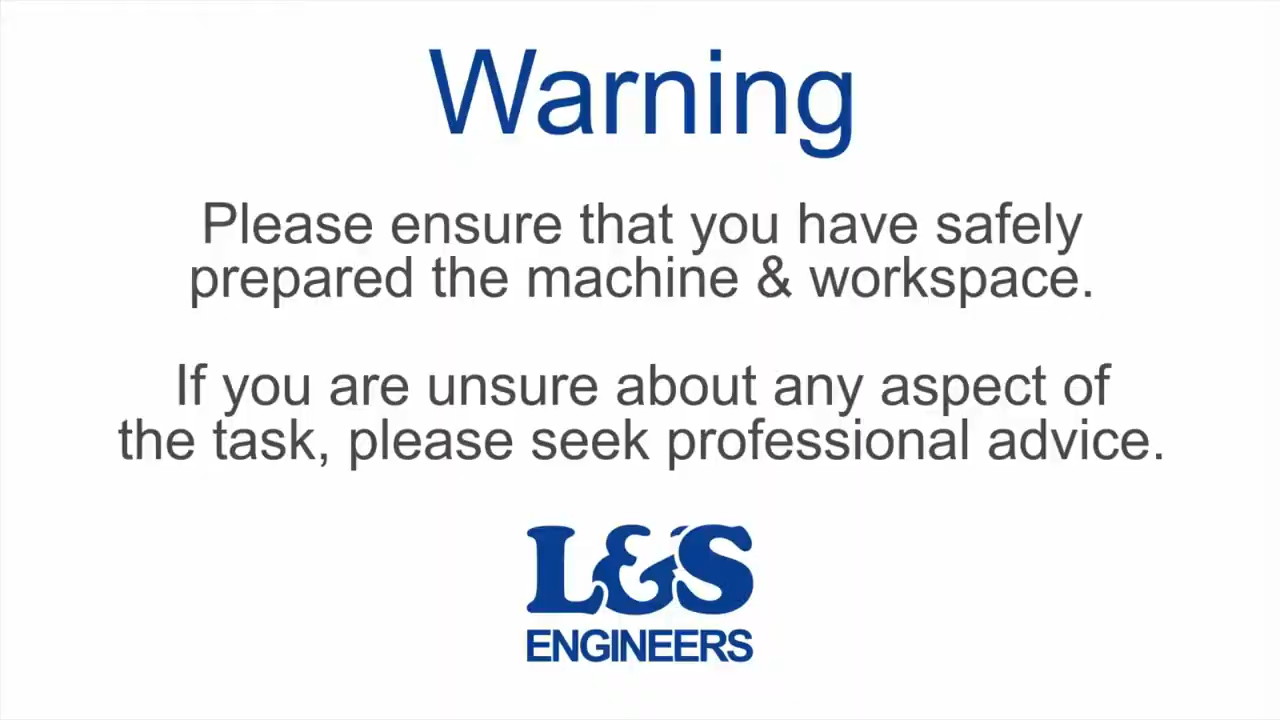 Warning
Please ensure that you have safely
prepared the machine & workspace.
If you are unsure about any aspect of
the task, please seek professional advice.
L&S
ENGINEERS